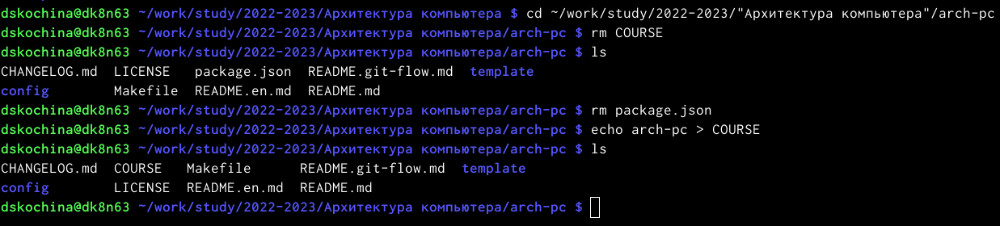 dskochina@dk8n63 ~/work/study/2022-2023/Архитектура компьютера $ cd ~/work/study/2022-2023/"Архитектура компьютера"/arch-pc
dskochina@dk8n63 ~/work/study/2022-2023/Архитектура компьютера/arch-pc $ rm COURSE
dskochina@dk8n63 ~/work/study/2022-2023/Архитектура компьютера/arch-pc $ ls
CHANGELOG.md  LICENSE   package.json  README.git-flow.md  template
config        Makefile  README.en.md  README.md
dskochina@dk8n63 ~/work/study/2022-2023/Архитектура компьютера/arch-pc $ rm package.json
dskochina@dk8n63 ~/work/study/2022-2023/Архитектура компьютера/arch-pc $ echo arch-pc > COURSE
dskochina@dk8n63 ~/work/study/2022-2023/Архитектура компьютера/arch-pc $ ls
CHANGELOG.md  COURSE   Makefile      README.git-flow.md  template
config        LICENSE  README.en.md  README.md
dskochina@dk8n63 ~/work/study/2022-2023/Архитектура компьютера/arch-pc $